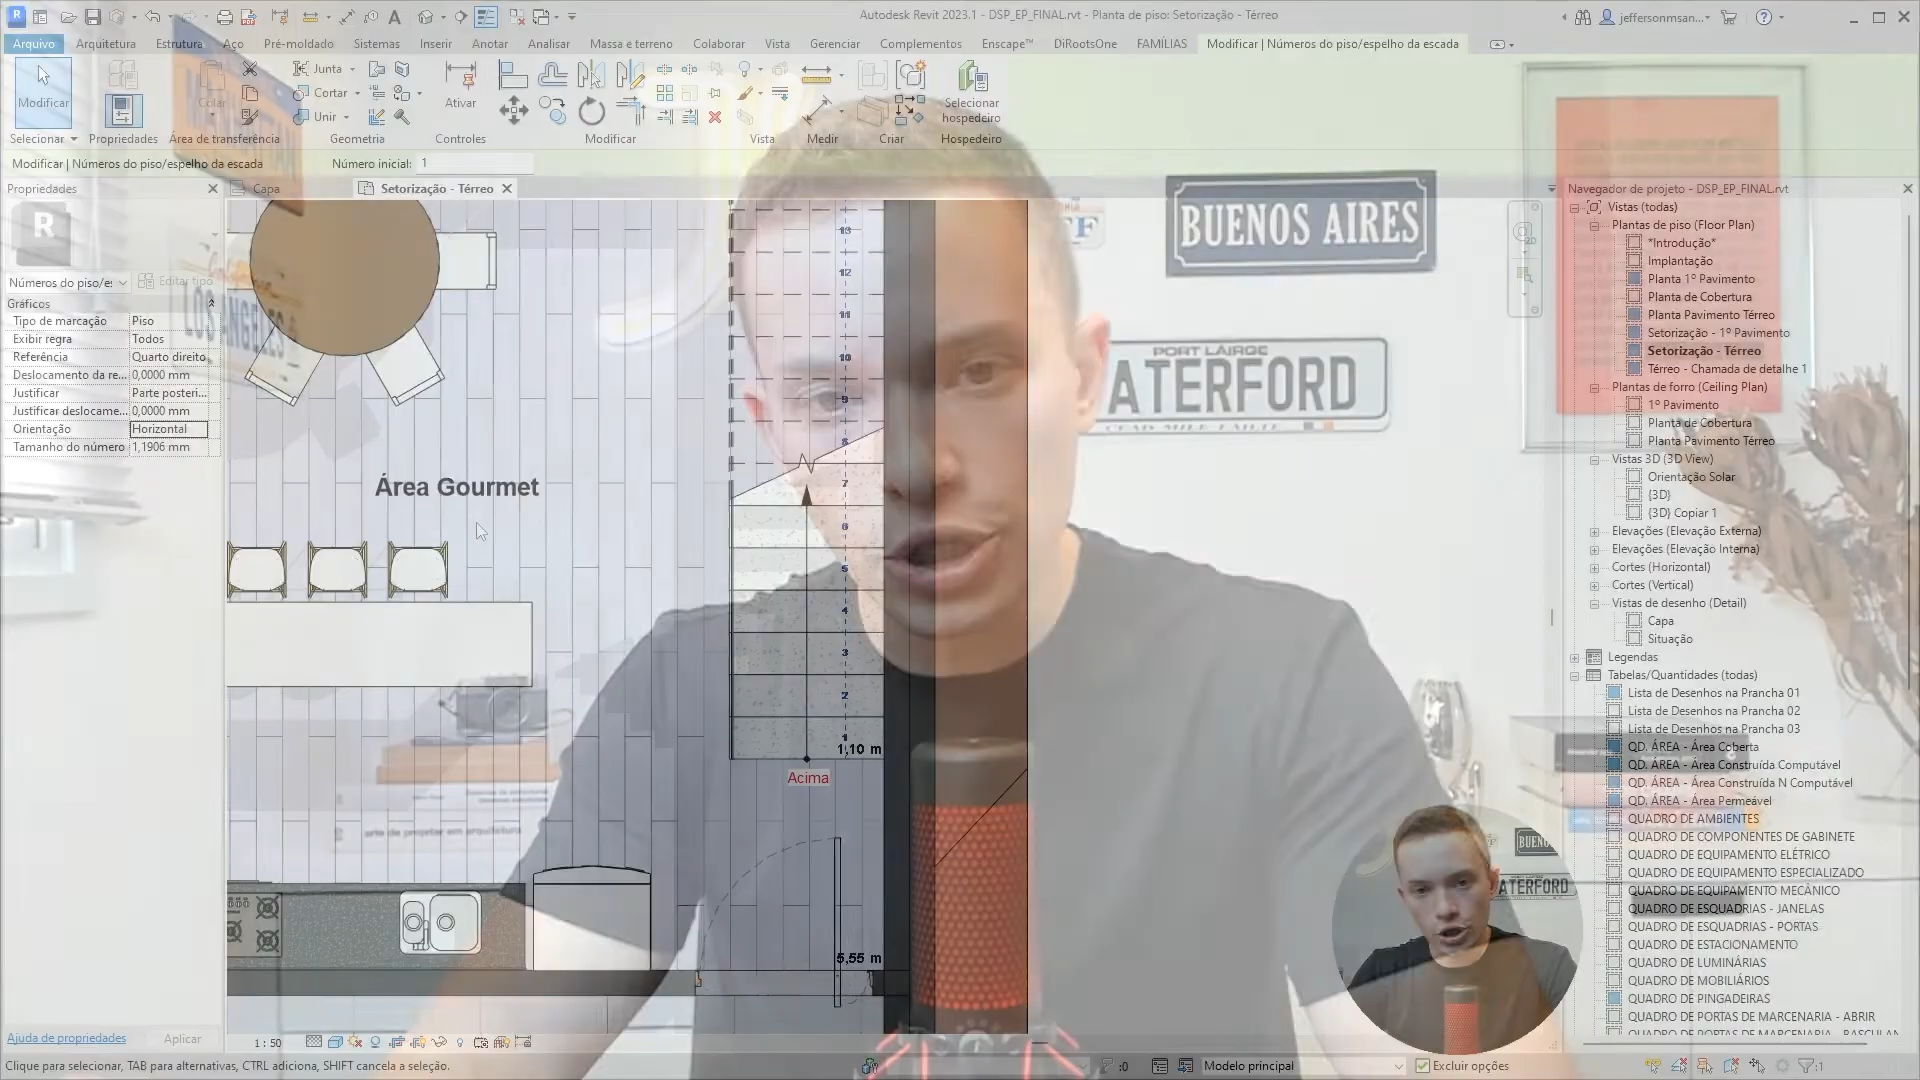 Autodesk Revit 2023.1 - DSP_EP_FINAL.rvt - Planta de piso: Setorização - Térreo
jeffersonmsan...
Arquivo Arquitetura Estrutura Aço Pré-moldado Sistemas Inserir Anotar Analisar Massa e terreno Colaborar Vista Gerenciar Complementos Enscape™ DiRootsOne FAMÍLIAS Modificar | Números do piso/espelho da escada
Modificar
Colar
Junta
Cortar
Unir
Ativar
Selecionar
hospedeiro
Selecionar Propriedades Área de transferência Geometria Controles Modificar Vista Medir Criar Hospedeiro
Modificar | Números do piso/espelho da escada Número inicial: 1
Propriedades
Capa
Setorização - Térreo
R
Números do piso/e:
Editar tipo
Gráficos
Tipo de marcação Piso
Exibir regra Todos
Referência Quarto direito
Deslocamento da re... 0,0000 mm
Justificar Parte posteri...
Justificar deslocame... 0,0000 mm
Orientação Horizontal
Tamanho do número 1,1906 mm
Ajuda de propriedades
Aplicar
13
12
11
10
9
8
7
6
5
4
3
2
1
1,10 m
Acima
5,55 m
Área Gourmet
BUENOS AIRES
PORT LÁIRGE
ATERFORD
BUENO
ATERFORD
Navegador de projeto - DSP_EP_FINAL.rvt
Vistas (todas)
Plantas de piso (Floor Plan)
*Introdução*
Implantação
Planta 1º Pavimento
Planta de Cobertura
Planta Pavimento Térreo
Setorização - 1º Pavimento
Setorização - Térreo
Térreo - Chamada de detalhe 1
Plantas de forro (Ceiling Plan)
1º Pavimento
Planta de Cobertura
Planta Pavimento Térreo
Vistas 3D (3D View)
Orientação Solar
{3D}
{3D} Copiar 1
Elevações (Elevação Externa)
Elevações (Elevação Interna)
Cortes (Horizontal)
Cortes (Vertical)
Vistas de desenho (Detail)
Capa
Situação
Legendas
Tabelas/Quantidades (todas)
Lista de Desenhos na Prancha 01
Lista de Desenhos na Prancha 02
Lista de Desenhos na Prancha 03
QD. ÁREA - Área Coberta
QD. ÁREA - Área Construída Computável
QD. ÁREA - Área Construída N Computável
QD. ÁREA - Área Permeável
QUADRO DE AMBIENTES
QUADRO DE COMPONENTES DE GABINETE
QUADRO DE EQUIPAMENTO ELÉTRICO
QUADRO DE EQUIPAMENTO ESPECIALIZADO
QUADRO DE EQUIPAMENTO MECÂNICO
QUADRO DE ESQUADRIAS - JANELAS
QUADRO DE ESQUADRIAS - PORTAS
QUADRO DE ESTACIONAMENTO
QUADRO DE LUMINÁRIAS
QUADRO DE MOBILIÁRIOS
QUADRO DE PINGADEIRAS
QUADRO DE PORTAS DE MARCENARIA - ABRIR
QUADRO DE PORTAS DE MARCENARIA - BASCULAN
1 : 50
Clique para selecionar, TAB para alternativas, CTRL adiciona, SHIFT cancela a seleção.
:0
Modelo principal
Excluir opções
:1